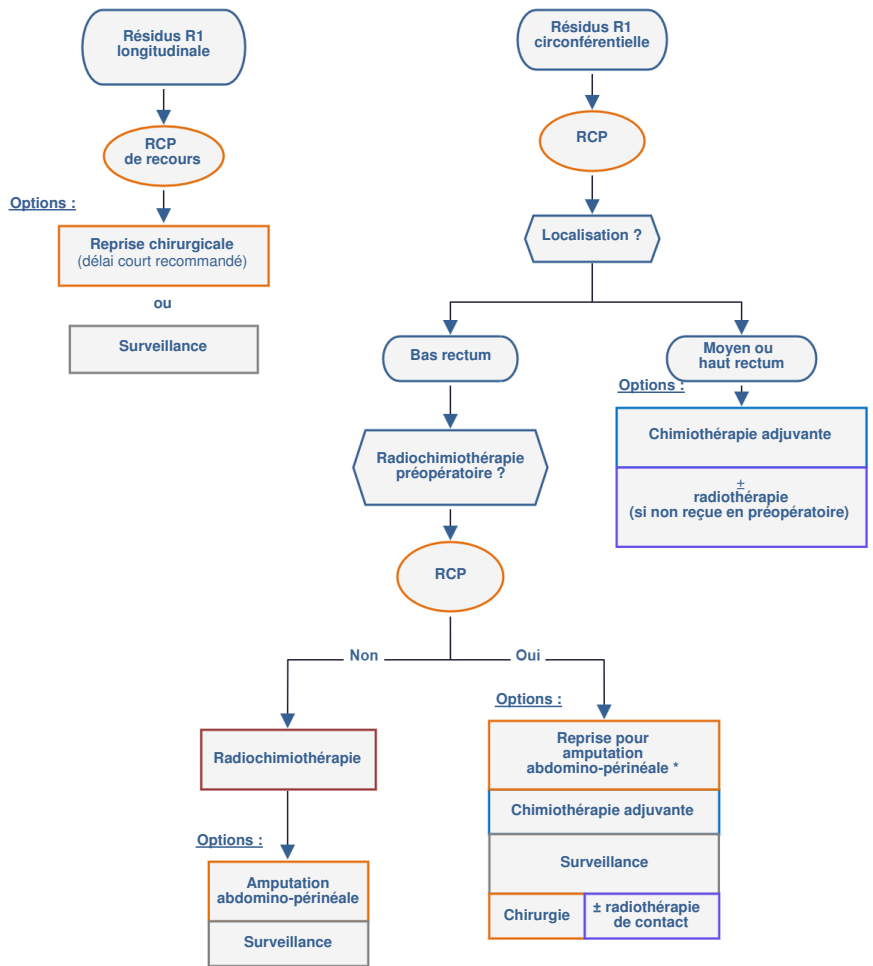 Résidus R1
longitudinale
RCP
de recours
Options :
Reprise chirurgicale
(délai court recommandé)
ou
Surveillance
Résidus R1
circonférentielle
RCP
Localisation ?
Bas rectum
Moyen ou
haut rectum
Options :
Chimiothérapie adjuvante
±
radiothérapie
(si non reçue en préopératoire)
Radiochimiothérapie
préopératoire ?
RCP
Non
Oui
Radiochimiothérapie
Options :
Amputation
abdomino-périnéale
Surveillance
Options :
Reprise pour
amputation
abdomino-périnéale *
Chimiothérapie adjuvante
Surveillance
Chirurgie
± radiothérapie
de contact